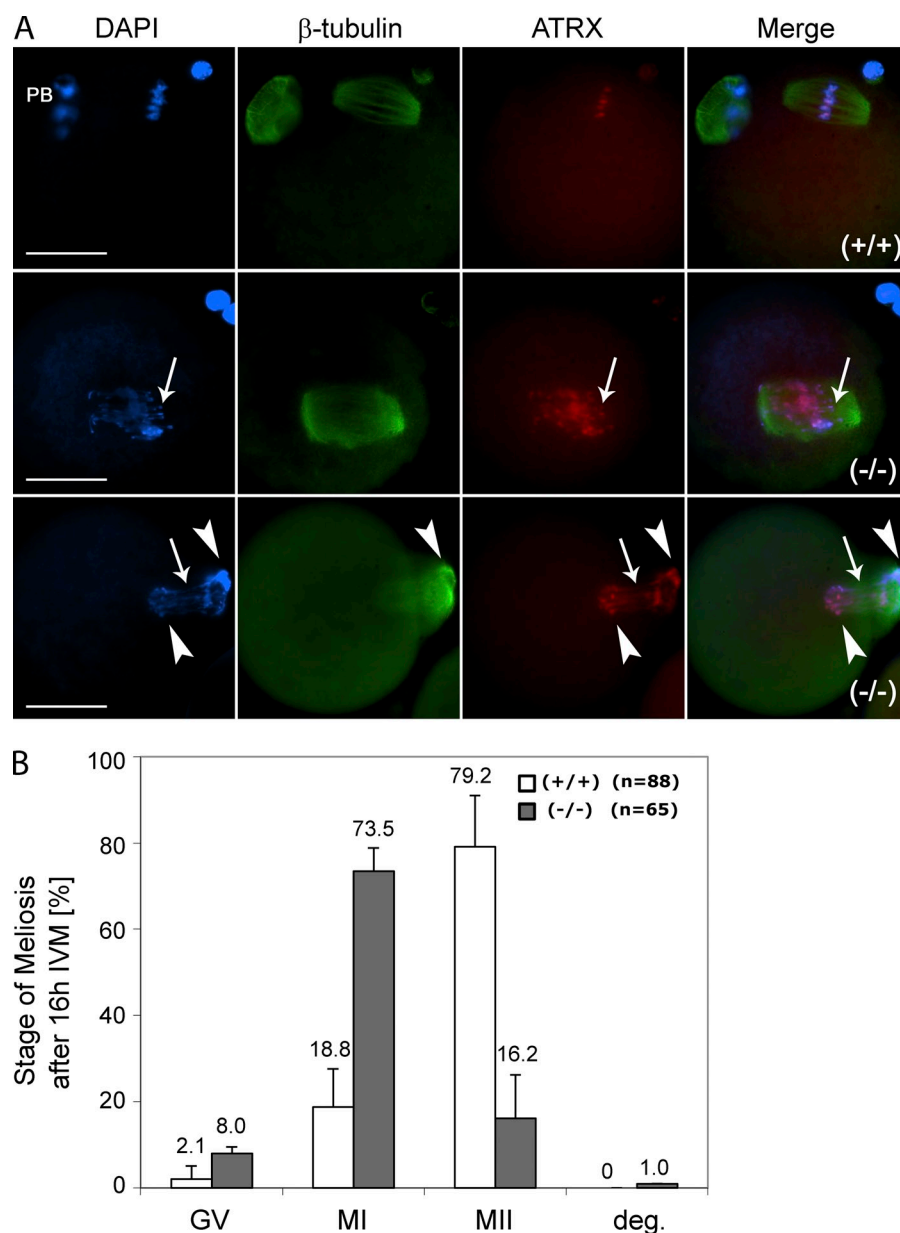 A
DAPI β-tubulin ATRX Merge
PB
(+/+)
(-/-)
(-/-)
B
Stage of Meliosis
after 16h IVM [%]
100
80
60
40
20
0
(+/+) (n=88)
(-/-) (n=65)
2.1 8.0 18.8 73.5 79.2 16.2 0 1.0
GV MI MII deg.